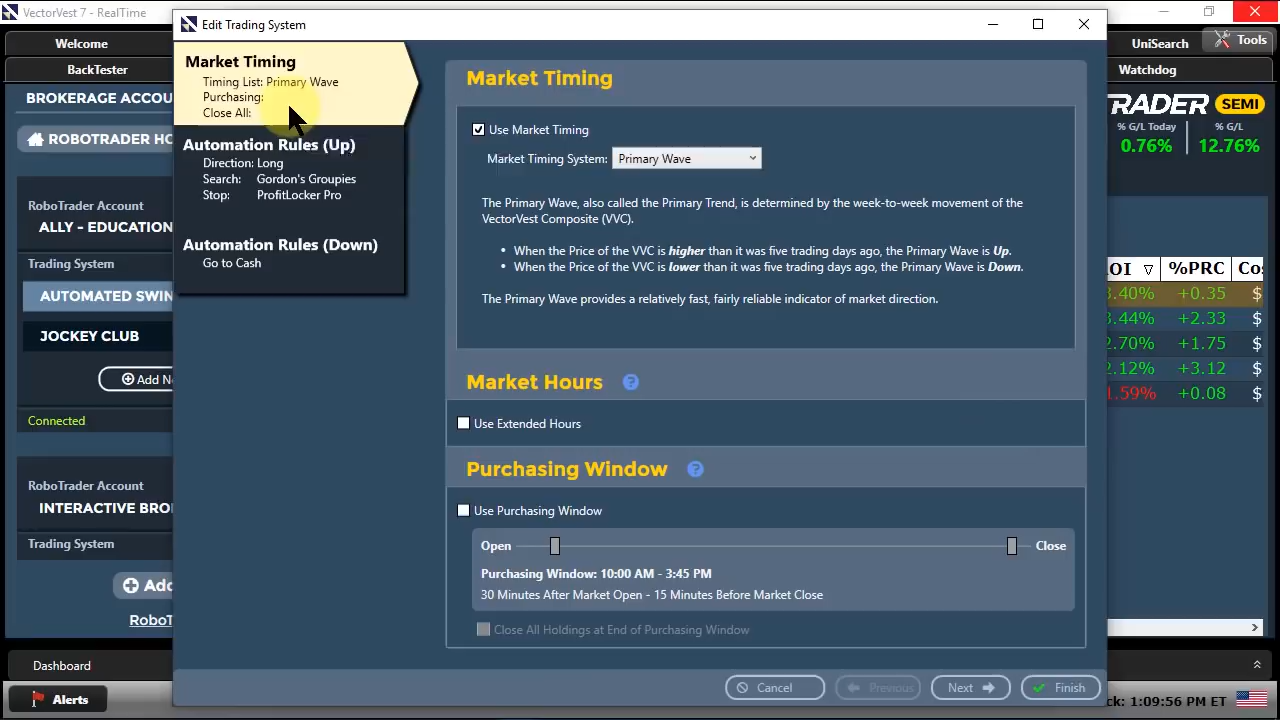 VectorVest 7 - RealTime
Edit Trading System
Welcome
UniSearch
Tools
BackTester
Watchdog
BROKERAGE ACCOU
ROBOTRADER HO
RoboTrader Account
ALLY - EDUCATION
Trading System
AUTOMATED SWIN
JOCKEY CLUB
Add N
Connected
RoboTrader Account
INTERACTIVE BRO
Trading System
Add
RoboT
Market Timing
Timing List: Primary Wave
Purchasing:
Close All:
Automation Rules (Up)
Direction: Long
Search: Gordon's Groupies
Stop: ProfitLocker Pro
Automation Rules (Down)
Go to Cash
Market Timing
Use Market Timing
Market Timing System: Primary Wave
The Primary Wave, also called the Primary Trend, is determined by the week-to-week movement of the
VectorVest Composite (VVC).
• When the Price of the VVC is higher than it was five trading days ago, the Primary Wave is Up.
• When the Price of the VVC is lower than it was five trading days ago, the Primary Wave is Down.
The Primary Wave provides a relatively fast, fairly reliable indicator of market direction.
Market Hours ?
Use Extended Hours
Purchasing Window ?
Use Purchasing Window
Open Close
Purchasing Window: 10:00 AM - 3:45 PM
30 Minutes After Market Open - 15 Minutes Before Market Close
Close All Holdings at End of Purchasing Window
Cancel Previous Next Finish
TRADER SEMI
% G/L Today % G/L
0.76% 12.76%
OI %PRC Co
3.40% +0.35 $
3.44% +2.33 $
2.70% +1.75 $
2.12% +3.12 $
1.59% +0.08 $
Dashboard
Alerts
ck: 1:09:56 PM ET